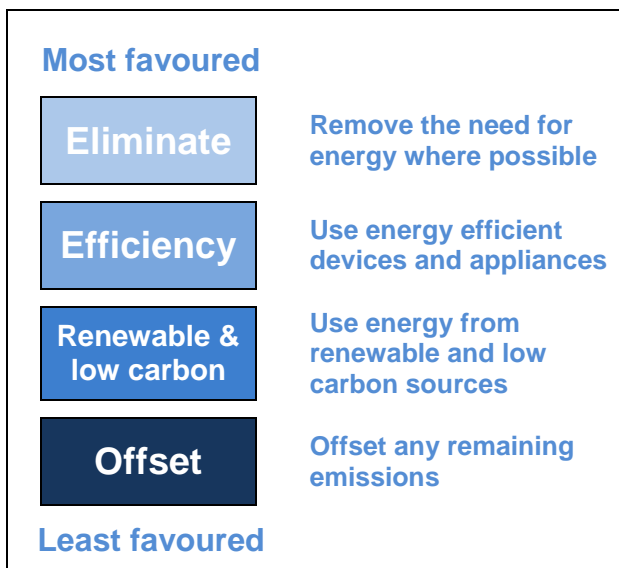 Most favoured
Eliminate
Remove the need for
energy where possible
Efficiency
Use energy efficient
devices and appliances
Renewable &
low carbon
Use energy from
renewable and low
carbon sources
Offset
Offset any remaining
emissions
Least favoured